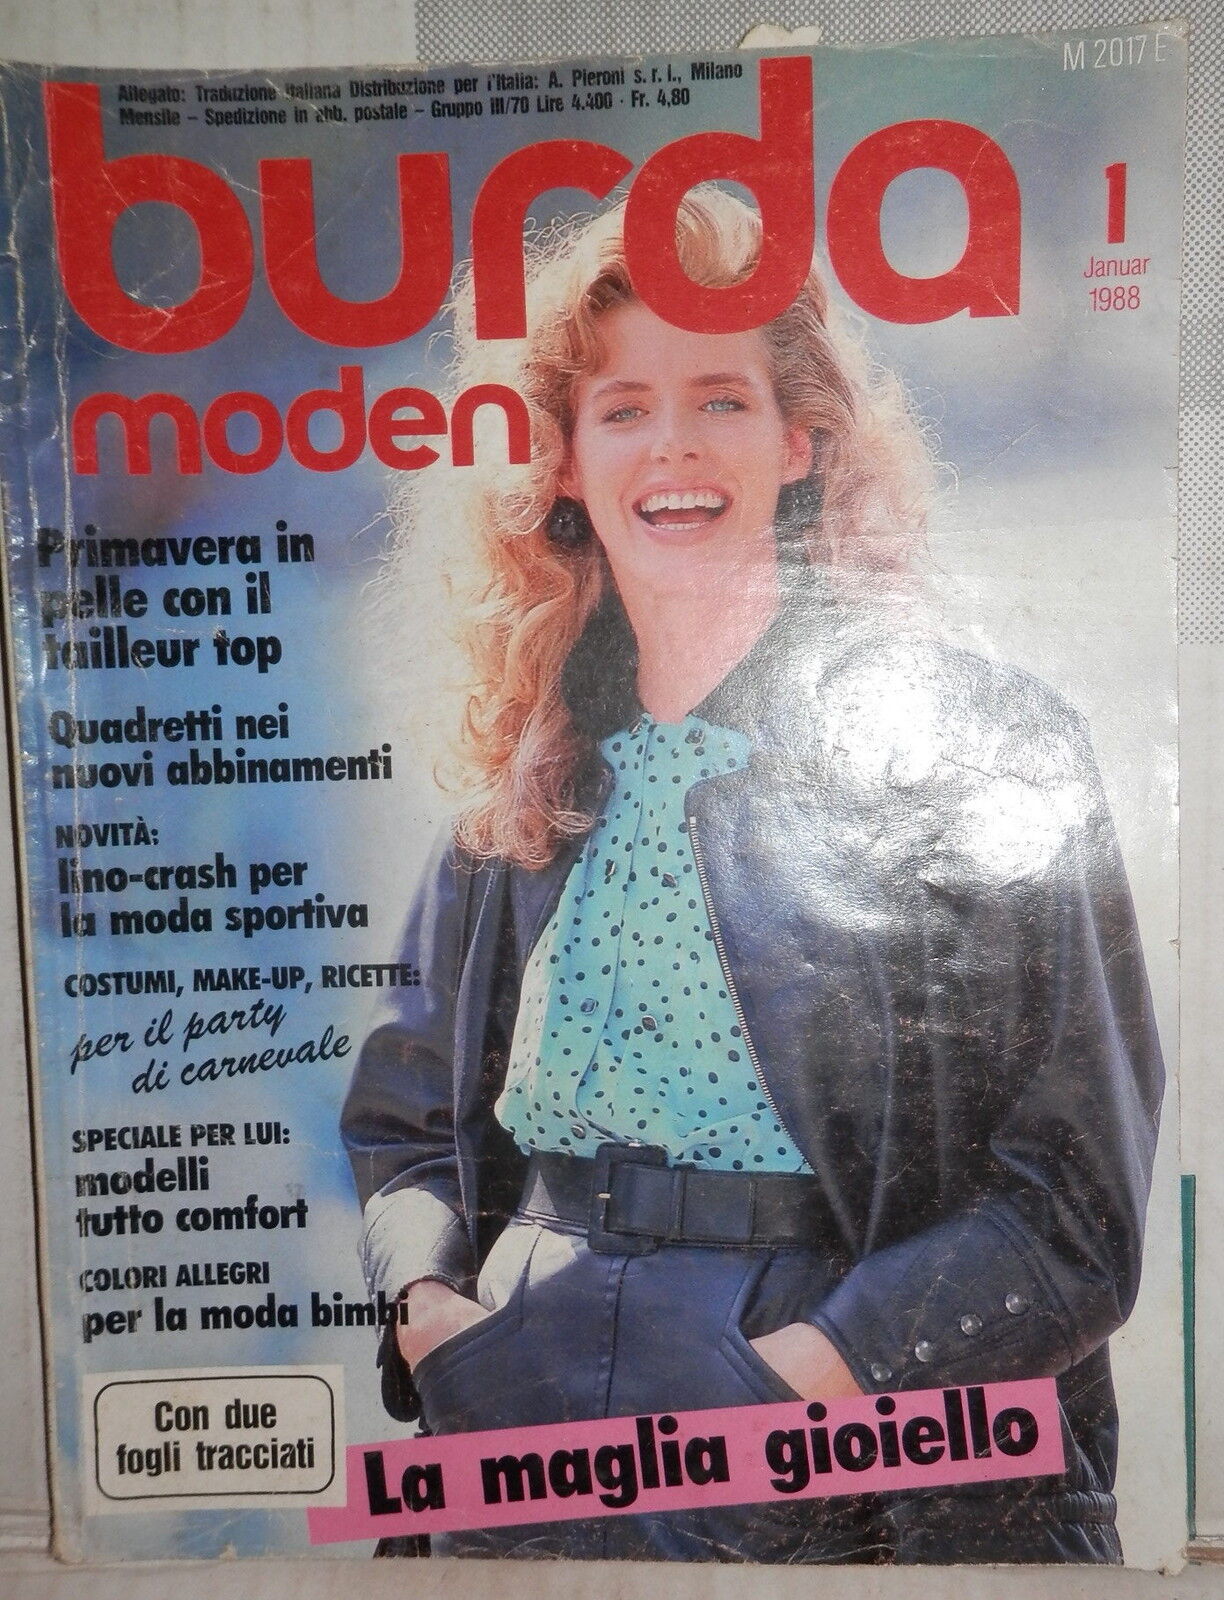 M 2017 E
Allegato: Traduzione italiana Distribuzione per l'Italia: A. Pieroni s. r. l., Milano
Mensile – Spedizione in abb. postale – Gruppo III/70 Lire 4.400 · Fr. 4,80
burda
moden
1
Januar
1988
Primavera in
pelle con il
tailleur top
Quadretti nei
nuovi abbinamenti
NOVITÀ:
lino-crash per
la moda sportiva
COSTUMI, MAKE-UP, RICETTE:
per il party
di carnevale
SPECIALE PER LUI:
modelli
tutto comfort
COLORI ALLEGRI
per la moda bimbi
Con due
fogli tracciati
La maglia gioiello